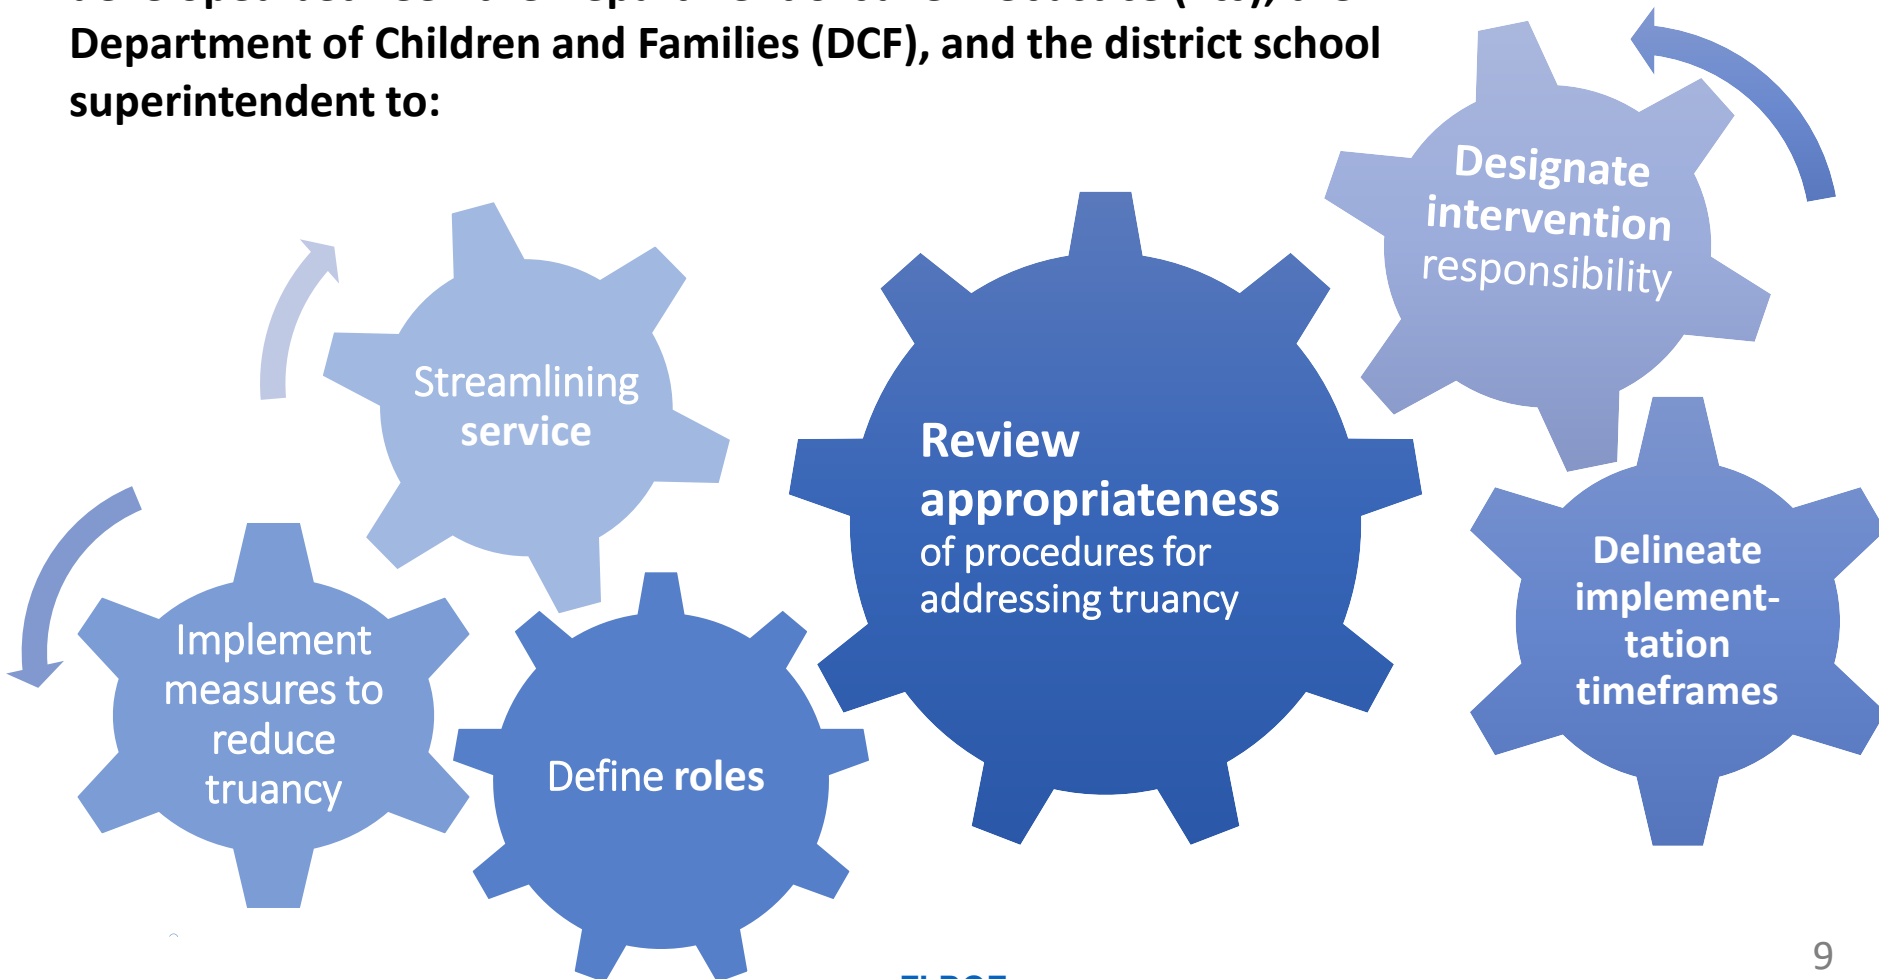 Department of Children and Families (DCF), and the district school
superintendent to:
Designate
intervention
responsibility
Streamlining
service
Review
appropriateness
of procedures for
addressing truancy
Delineate
implement-
tation
timeframes
Implement
measures to
reduce
truancy
Define roles
9